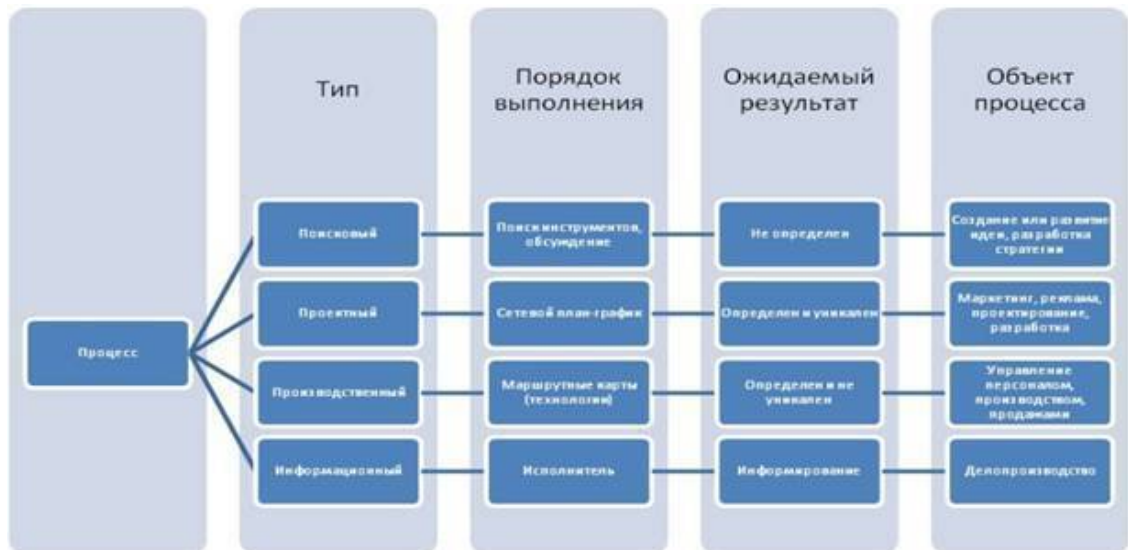 Тип
Порядок
выполнения
Ожидаемый
результат
Объект
процесса
Процесс
Поисковый
Поиск инструментов,
обсуждение
Не определен
Создание или развитие
идеи, разработка
стратегии
Проектный
Сетевой план-график
Определен и уникален
Маркетинг, реклама,
проектирование,
разработка
Производственный
Маршрутные карты
(технологии)
Определен и не
уникален
Управление
персоналом,
производством,
продажами
Информационный
Исполнитель
Информирование
Делопроизводство